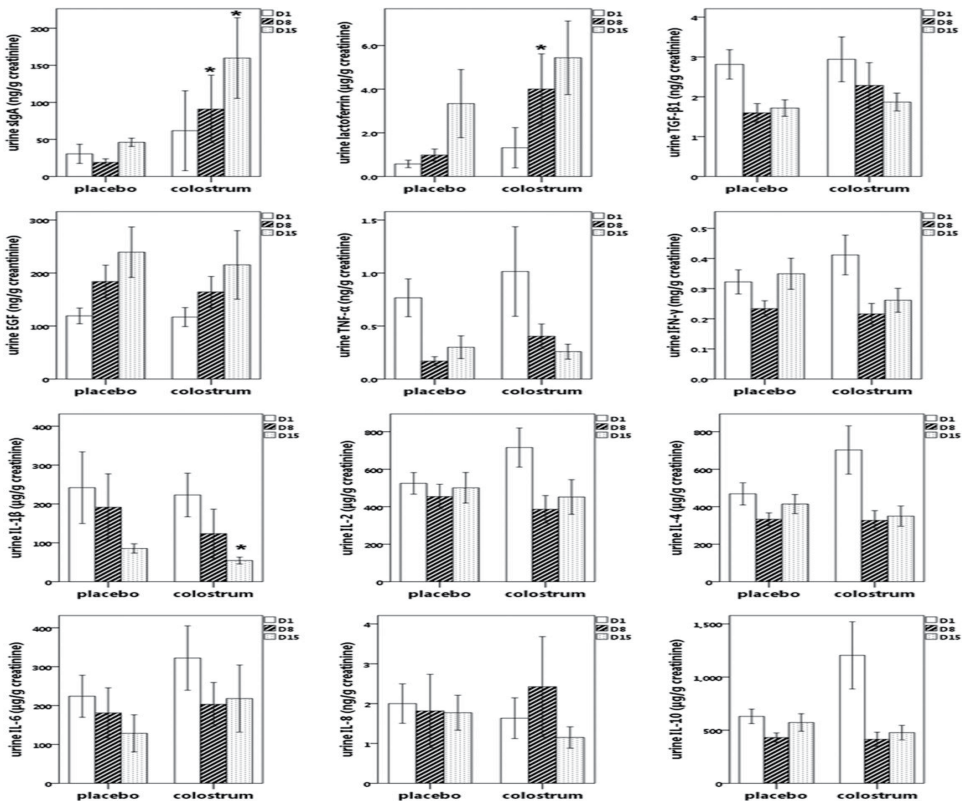 urine sIgA (ng/g creatinine)
200
150
100
50
0
*
*
D1
D8
D15
placebo
colostrum
urine lactoferrin (µg/g creatinine)
6.0
4.0
2.0
0.0
*
D1
D8
D15
placebo
colostrum
urine TGF-β1 (ng/g creatinine)
4
3
2
1
0
D1
D8
D15
placebo
colostrum
urine EGF (ng/g creantinine)
300
200
100
0
D1
D8
D15
placebo
colostrum
urine TNF-α (ng/g creatinine)
1.5
1.0
0.5
0.0
D1
D8
D15
placebo
colostrum
urine IFN-γ (mg/g creatinine)
0.5
0.4
0.3
0.2
0.1
0.0
D1
D8
D15
placebo
colostrum
urine IL-1β (µg/g creatinine)
400
300
200
100
0
*
D1
D8
D15
placebo
colostrum
urine IL-2 (µg/g creatinine)
800
600
400
200
0
D1
D8
D15
placebo
colostrum
urine IL-4 (µg/g creatinine)
800
600
400
200
0
D1
D8
D15
placebo
colostrum
urine IL-6 (µg/g creatinine)
400
300
200
100
0
D1
D8
D15
placebo
colostrum
urine IL-8 (ng/g creatinine)
4
3
2
1
0
D1
D8
D15
placebo
colostrum
urine IL-10 (µg/g creatinine)
1,500
1,000
500
0
D1
D8
D15
placebo
colostrum